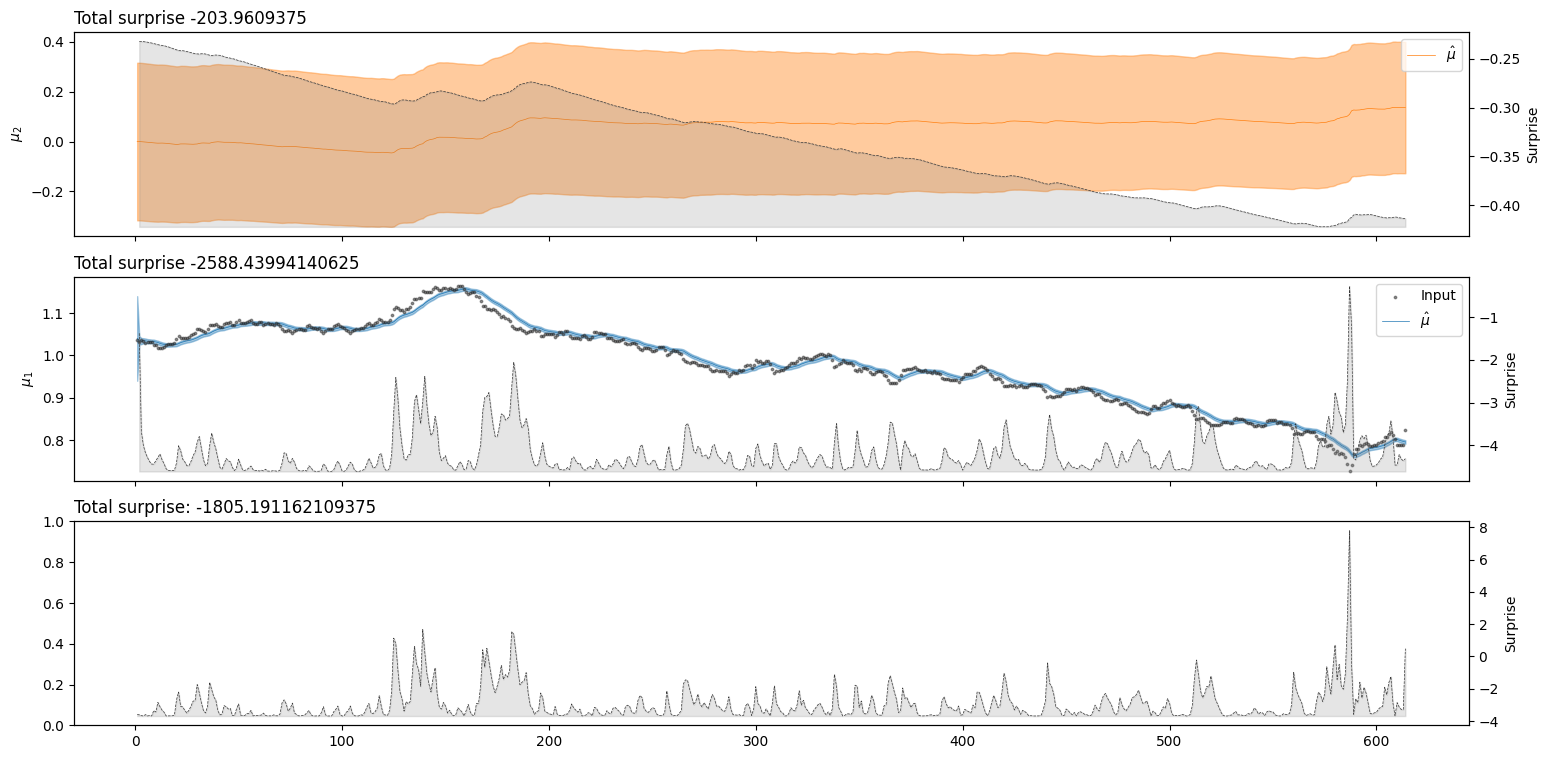 Total surprise -203.9609375
0.4
0.2
0.0
−0.2
μ₂
μ̂
−0.25
−0.30
−0.35
−0.40
Surprise
Total surprise -2588.43994140625
1.1
1.0
0.9
0.8
μ₁
Input
μ̂
−1
−2
−3
−4
Surprise
Total surprise: -1805.191162109375
1.0
0.8
0.6
0.4
0.2
0.0
8
6
4
2
0
−2
−4
Surprise
0 100 200 300 400 500 600